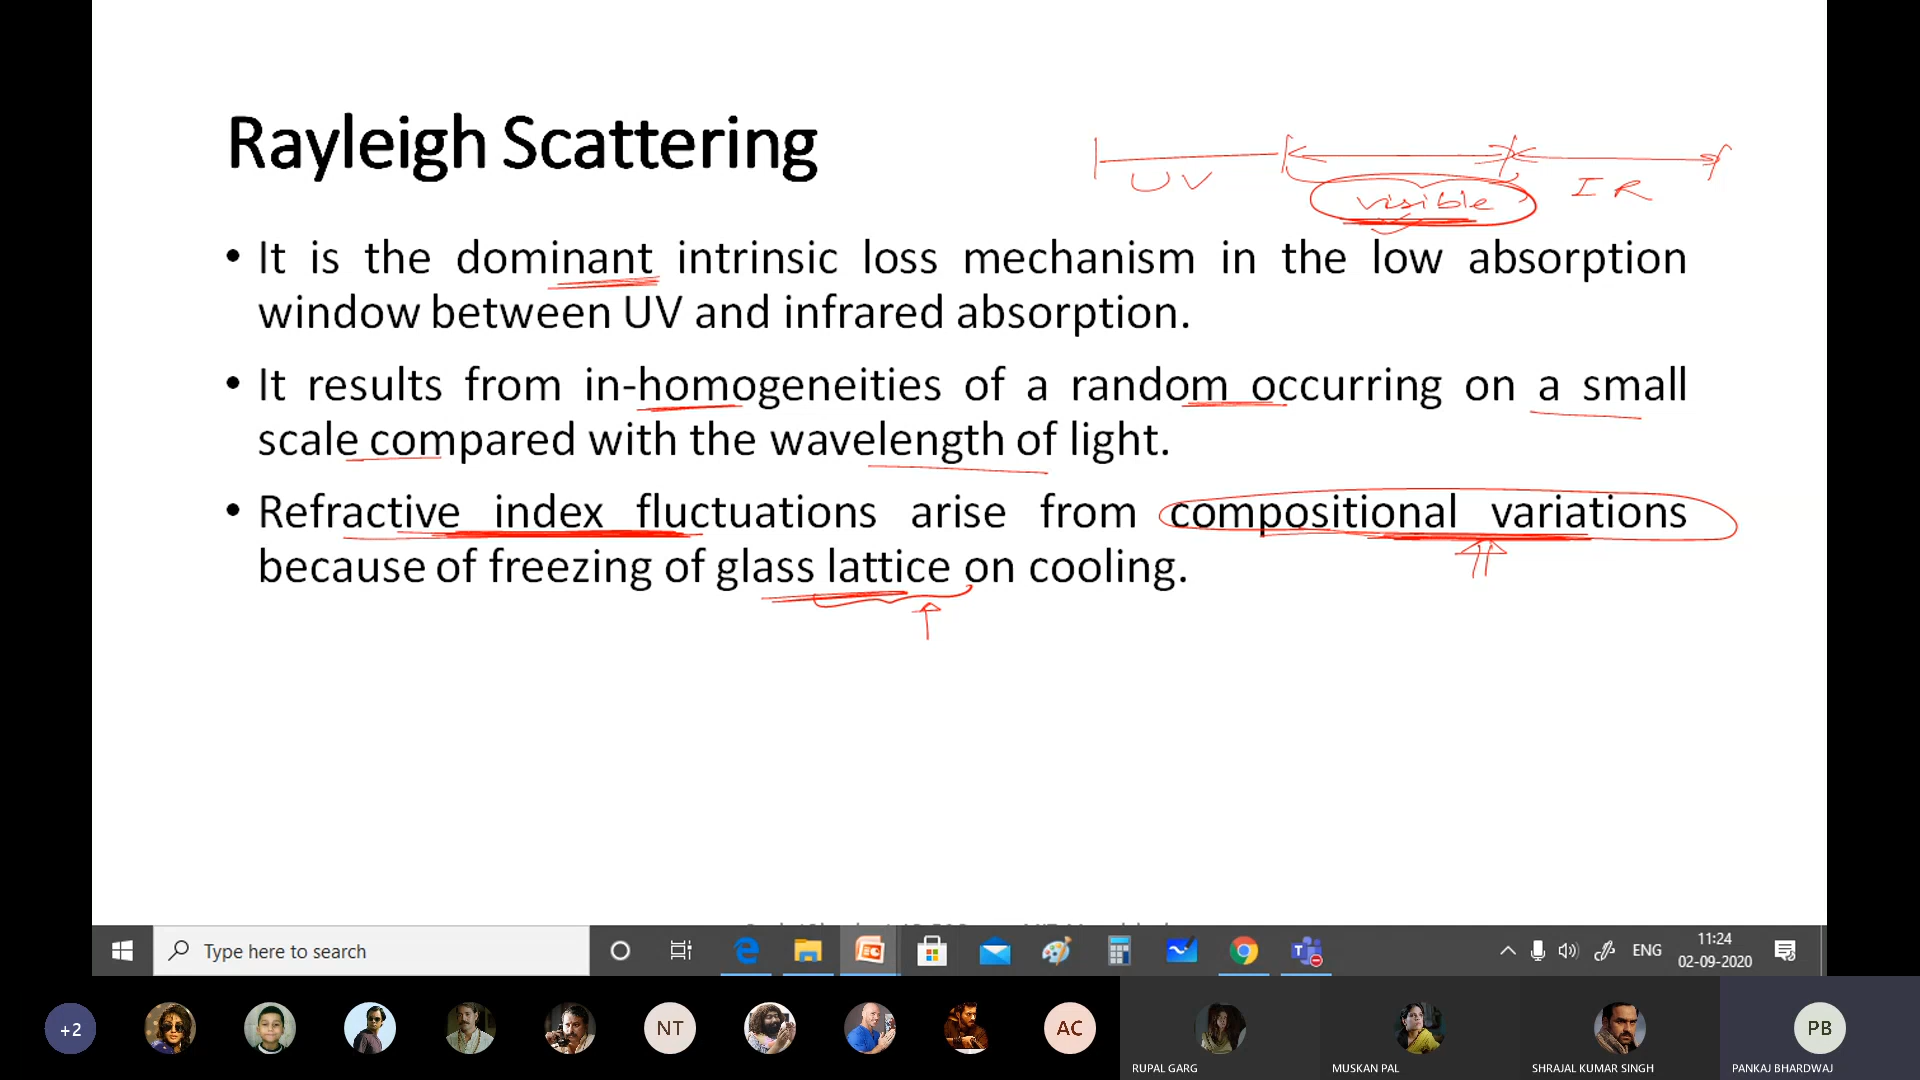 Rayleigh Scattering
UV
visible
IR
• It is the dominant intrinsic loss mechanism in the low absorption
window between UV and infrared absorption.
• It results from in-homogeneities of a random occurring on a small
scale compared with the wavelength of light.
• Refractive index fluctuations arise from compositional variations
because of freezing of glass lattice on cooling.
Type here to search
ENG
11:24
02-09-2020
+2
NT
AC
PB
RUPAL GARG
MUSKAN PAL
SHRAJAL KUMAR SINGH
PANKAJ BHARDWAJ